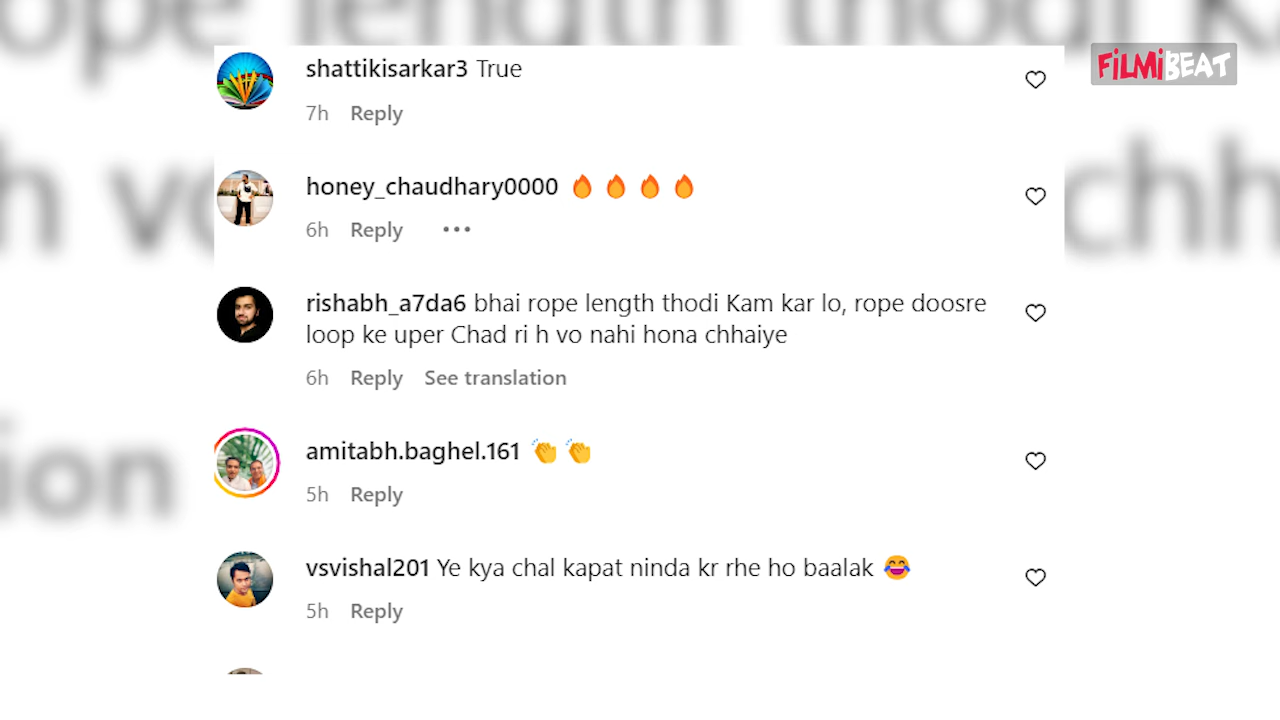 FILMIBEAT
shattikisarkar3 True
7h Reply
honey_chaudhary0000 🔥 🔥 🔥 🔥
6h Reply •••
rishabh_a7da6 bhai rope length thodi Kam kar lo, rope doosre
loop ke uper Chad ri h vo nahi hona chhaiye
6h Reply See translation
amitabh.baghel.161 👏 👏
5h Reply
vsvishal201 Ye kya chal kapat ninda kr rhe ho baalak 😂
5h Reply